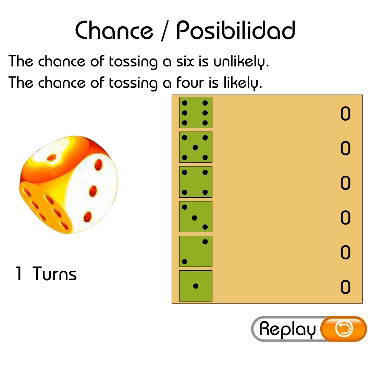 Chance / Posibilidad
The chance of tossing a six is unlikely.
The chance of tossing a four is likely.
0
0
0
0
0
0
1 Turns
Replay